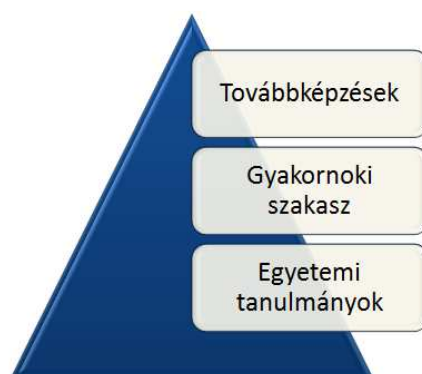 Továbbképzések
Gyakornoki
szakasz
Egyetemi
tanulmányok